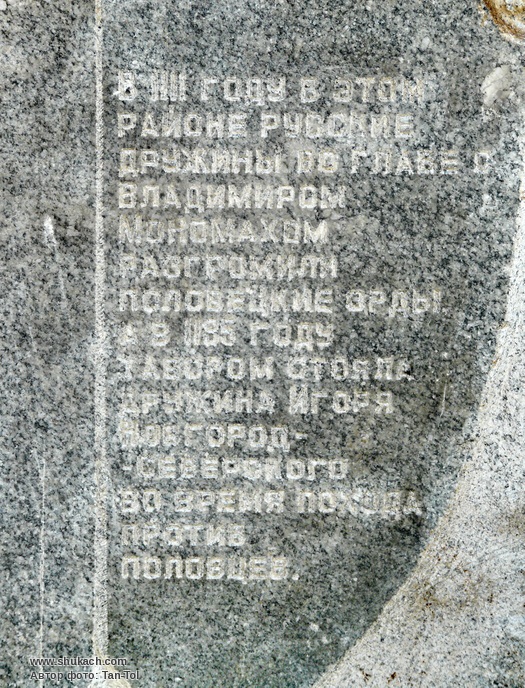 В 1111 ГОДУ В ЭТОМ
РАЙОНЕ РУССКИЕ
ДРУЖИНЫ ВО ГЛАВЕ С
ВЛАДИМИРОМ
МОНОМАХОМ
РАЗГРОМИЛИ
ПОЛОВЕЦКИЕ ОРДЫ,
А В 1185 ГОДУ
ТАБОРОМ СТОЯЛА
ДРУЖИНА ИГОРЯ
НОВГОРОД-
-СЕВЕРСКОГО
ВО ВРЕМЯ ПОХОДА
ПРОТИВ
ПОЛОВЦЕВ.
www.shukach.com
Автор фото: Tan-Tol